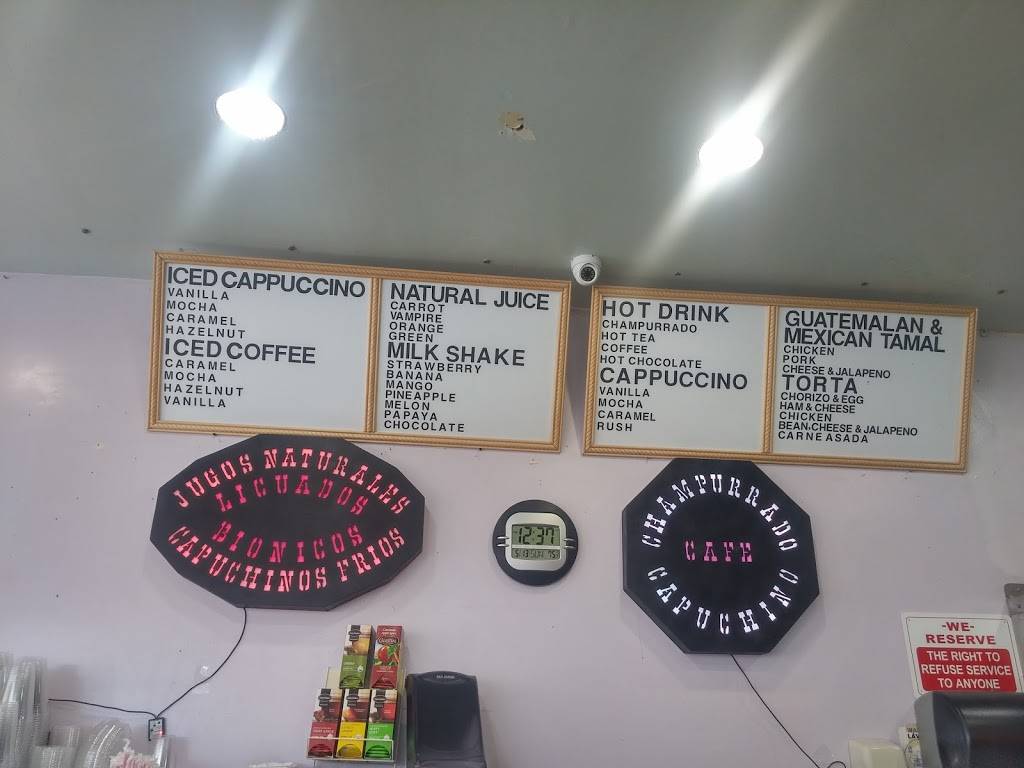 ICED CAPPUCCINO
VANILLA
MOCHA
CARAMEL
HAZELNUT
ICED COFFEE
CARAMEL
MOCHA
HAZELNUT
VANILLA
NATURAL JUICE
CARROT
VAMPIRE
ORANGE
GREEN
MILK SHAKE
STRAWBERRY
BANANA
MANGO
PINEAPPLE
MELON
PAPAYA
CHOCOLATE
HOT DRINK
CHAMPURRADO
HOT TEA
COFFEE
HOT CHOCOLATE
CAPPUCCINO
VANILLA
MOCHA
CARAMEL
RUSH
GUATEMALAN &
MEXICAN TAMAL
CHICKEN
PORK
CHEESE & JALAPENO
TORTA
CHORIZO & EGG
HAM & CHEESE
CHICKEN
BEAN, CHEESE & JALAPENO
CARNE ASADA
JUGOS NATURALES
LICUADOS
BIONICOS
CAPUCHINOS FRIOS
12:37
5 13 SUN 75
CHAMPURRADO
CAFE
CAPUCHINO
-WE-
RESERVE
THE RIGHT TO
REFUSE SERVICE
TO ANYONE